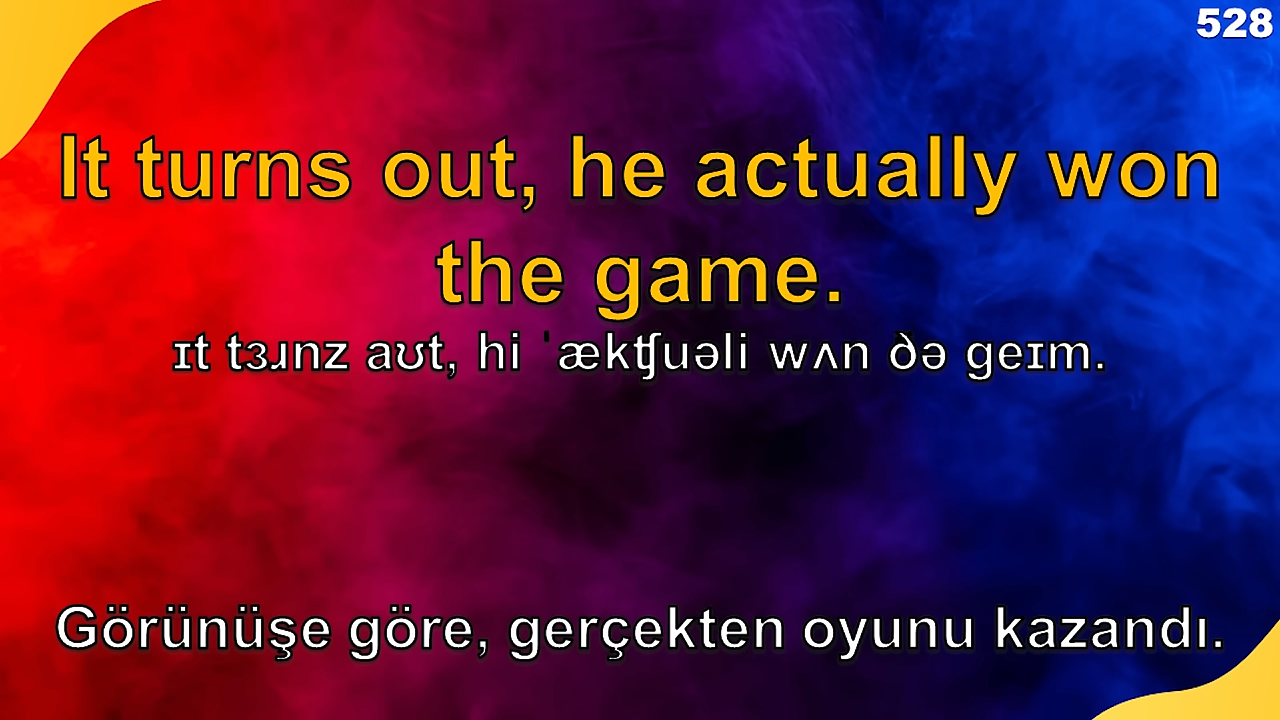 528
It turns out, he actually won
the game.
ɪt tɜɹnz aʊt, hi ˈækʧuəli wʌn ðə geɪm.
Görünüşe göre, gerçekten oyunu kazandı.